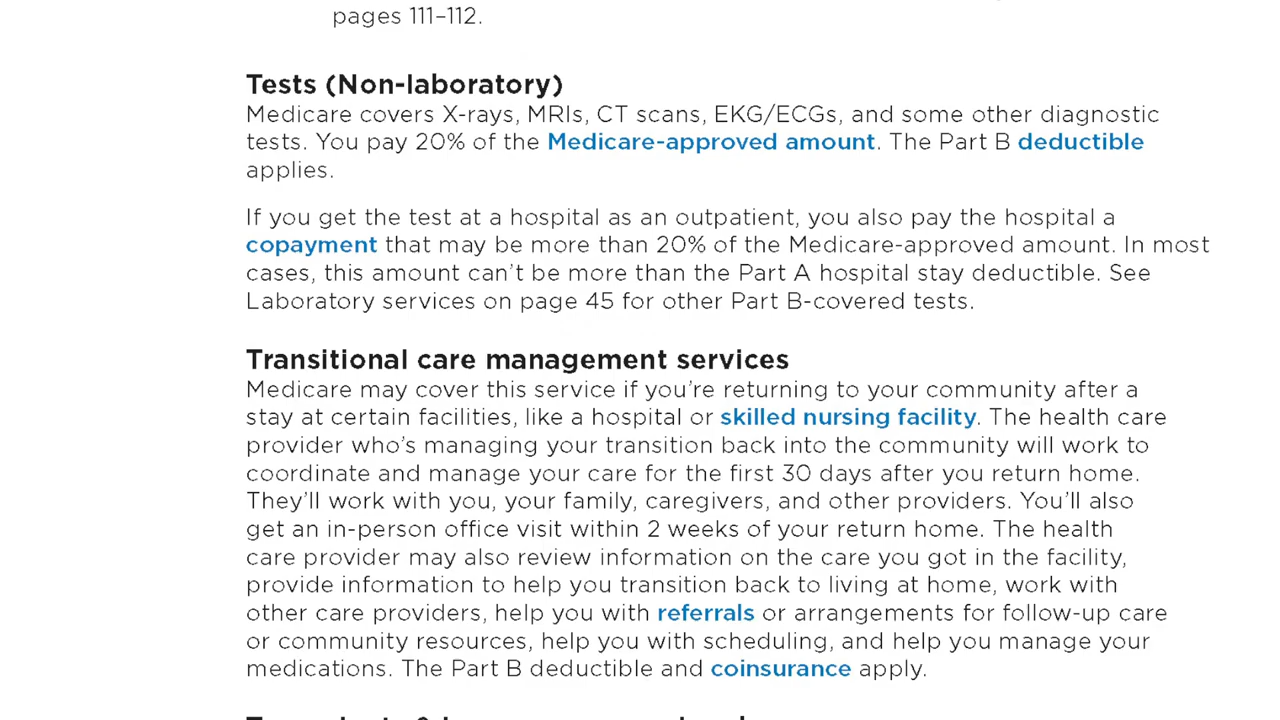 pages 111–112.
Tests (Non-laboratory)
Medicare covers X-rays, MRIs, CT scans, EKG/ECGs, and some other diagnostic
tests. You pay 20% of the Medicare-approved amount. The Part B deductible
applies.
If you get the test at a hospital as an outpatient, you also pay the hospital a
copayment that may be more than 20% of the Medicare-approved amount. In most
cases, this amount can’t be more than the Part A hospital stay deductible. See
Laboratory services on page 45 for other Part B-covered tests.
Transitional care management services
Medicare may cover this service if you’re returning to your community after a
stay at certain facilities, like a hospital or skilled nursing facility. The health care
provider who’s managing your transition back into the community will work to
coordinate and manage your care for the first 30 days after you return home.
They’ll work with you, your family, caregivers, and other providers. You’ll also
get an in-person office visit within 2 weeks of your return home. The health
care provider may also review information on the care you got in the facility,
provide information to help you transition back to living at home, work with
other care providers, help you with referrals or arrangements for follow-up care
or community resources, help you with scheduling, and help you manage your
medications. The Part B deductible and coinsurance apply.